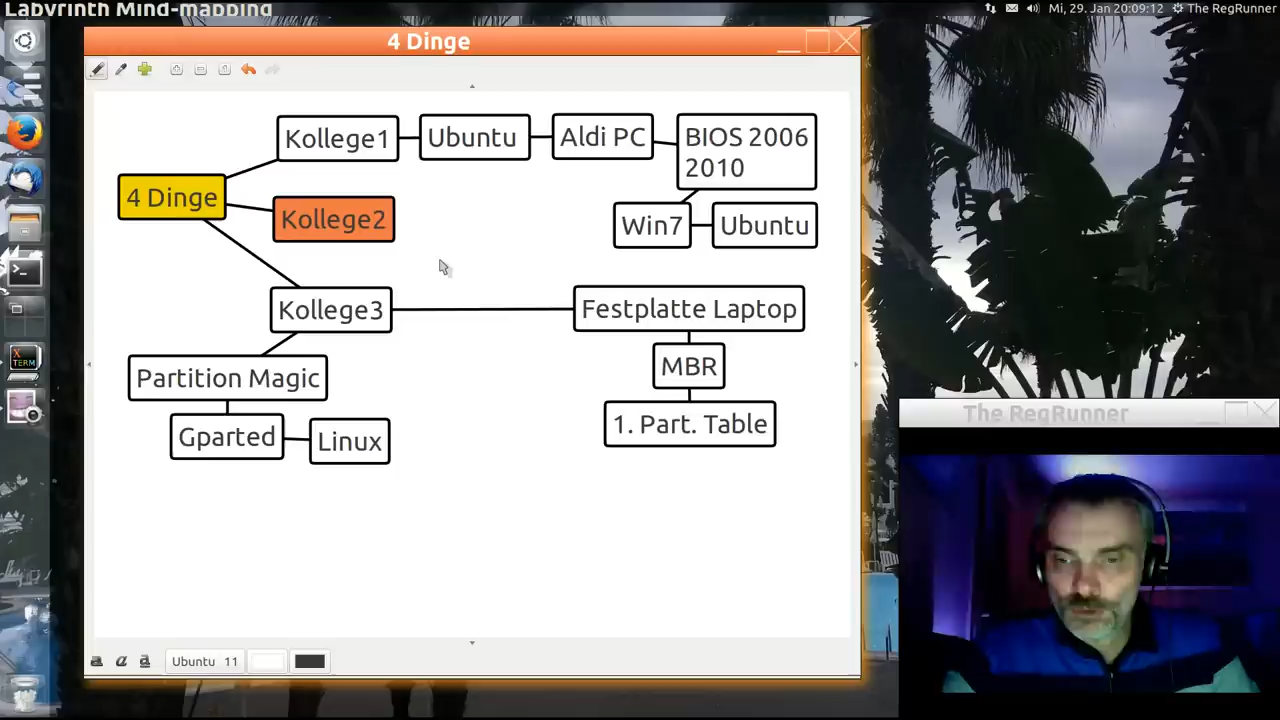 Labyrinth Mind-mapping
Mi, 29. Jan 20:09:12 The RegRunner
4 Dinge
Kollege1
Ubuntu
Aldi PC
BIOS 2006
2010
4 Dinge
Kollege2
Win7
Ubuntu
Kollege3
Festplatte Laptop
Partition Magic
MBR
Gparted
Linux
1. Part. Table
The RegRunner
X
TERM
a a a Ubuntu 11